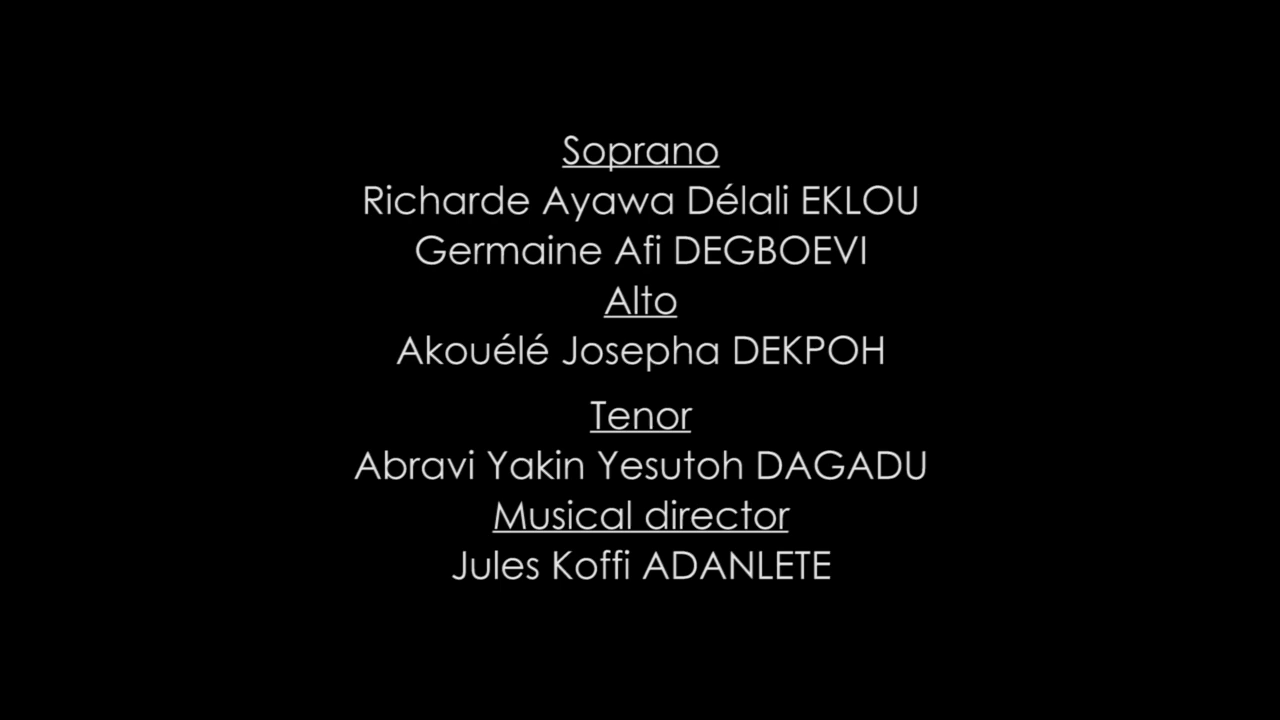 Soprano
Richarde Ayawa Délali EKLOU
Germaine Afi DEGBOEVI
Alto
Akouélé Josepha DEKPOH
Tenor
Abravi Yakin Yesutoh DAGADU
Musical director
Jules Koffi ADANLETE